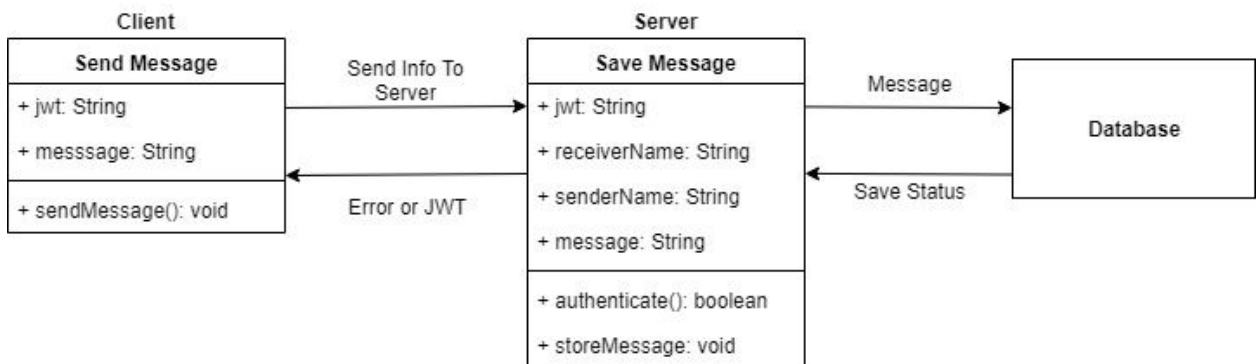 Client
Send Message
+ jwt: String
+ messsage: String
+ sendMessage(): void
Send Info To
Server
Error or JWT
Server
Save Message
+ jwt: String
+ receiverName: String
+ senderName: String
+ message: String
+ authenticate(): boolean
+ storeMessage: void
Message
Save Status
Database